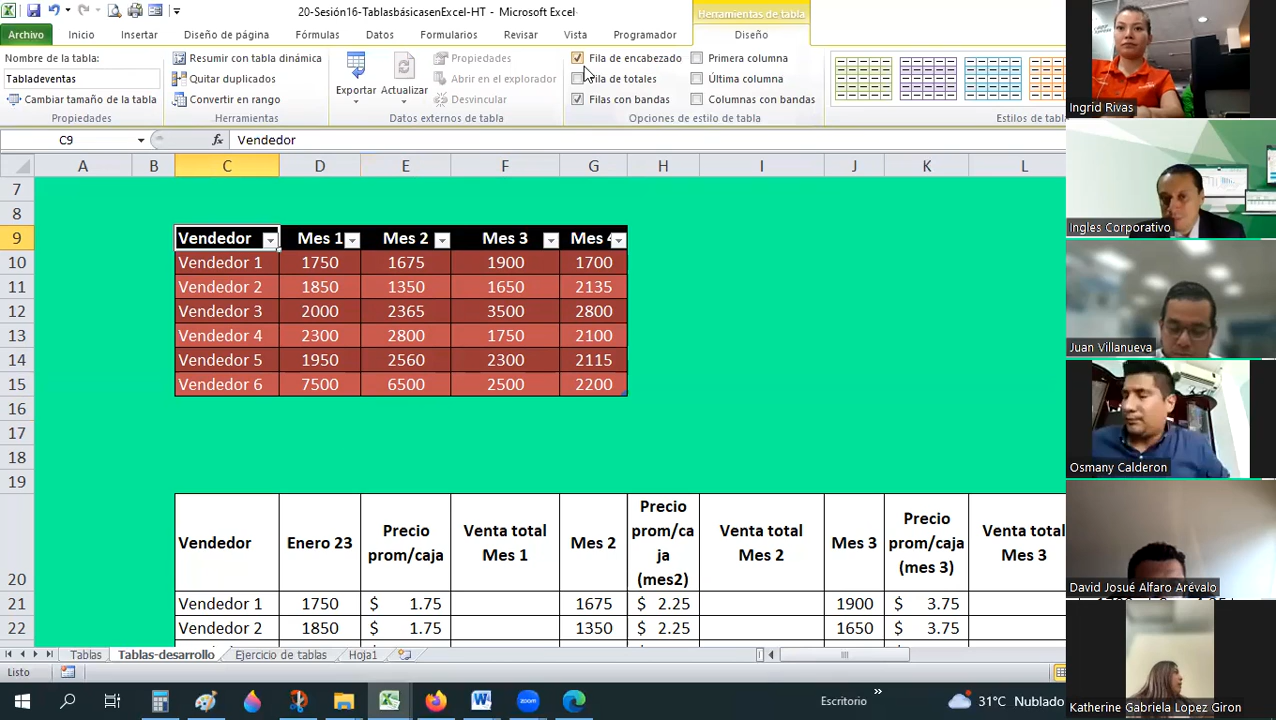 20-Sesión16-TablasbásicasenExcel-HT - Microsoft Excel
Herramientas de tabla
Archivo Inicio Insertar Diseño de página Fórmulas Datos Formularios Revisar Vista Programador Diseño
Nombre de la tabla:
Tabladeventas
Cambiar tamaño de la tabla
Propiedades
Resumir con tabla dinámica
Quitar duplicados
Convertir en rango
Herramientas
Exportar
Actualizar
Propiedades
Abrir en el explorador
Desvincular
Datos externos de tabla
Fila de encabezado
Fila de totales
Filas con bandas
Primera columna
Última columna
Columnas con bandas
Opciones de estilo de tabla
Estilos de tabl
C9 fx Vendedor
A B C D E F G H I J K L
7
8
9 Vendedor Mes 1 Mes 2 Mes 3 Mes 4
10 Vendedor 1 1750 1675 1900 1700
11 Vendedor 2 1850 1350 1650 2135
12 Vendedor 3 2000 2365 3500 2800
13 Vendedor 4 2300 2800 1750 2100
14 Vendedor 5 1950 2560 2300 2115
15 Vendedor 6 7500 6500 2500 2200
16
17
18
19
20 Vendedor Enero 23 Precio prom/caja Venta total Mes 1 Mes 2 Precio prom/ca ja (mes2) Venta total Mes 2 Mes 3 Precio prom/caja (mes 3) Venta total Mes 3
21 Vendedor 1 1750 $ 1.75 1675 $ 2.25 1900 $ 3.75
22 Vendedor 2 1850 $ 1.75 1350 $ 2.25 1650 $ 3.75
Tablas Tablas-desarrollo Ejercicio de tablas Hoja1
Listo
Escritorio » 31°C Nublado
Ingrid Rivas
Ingles Corporativo
Juan Villanueva
Osmany Calderon
David Josué Alfaro Arévalo
Katherine Gabriela Lopez Giron